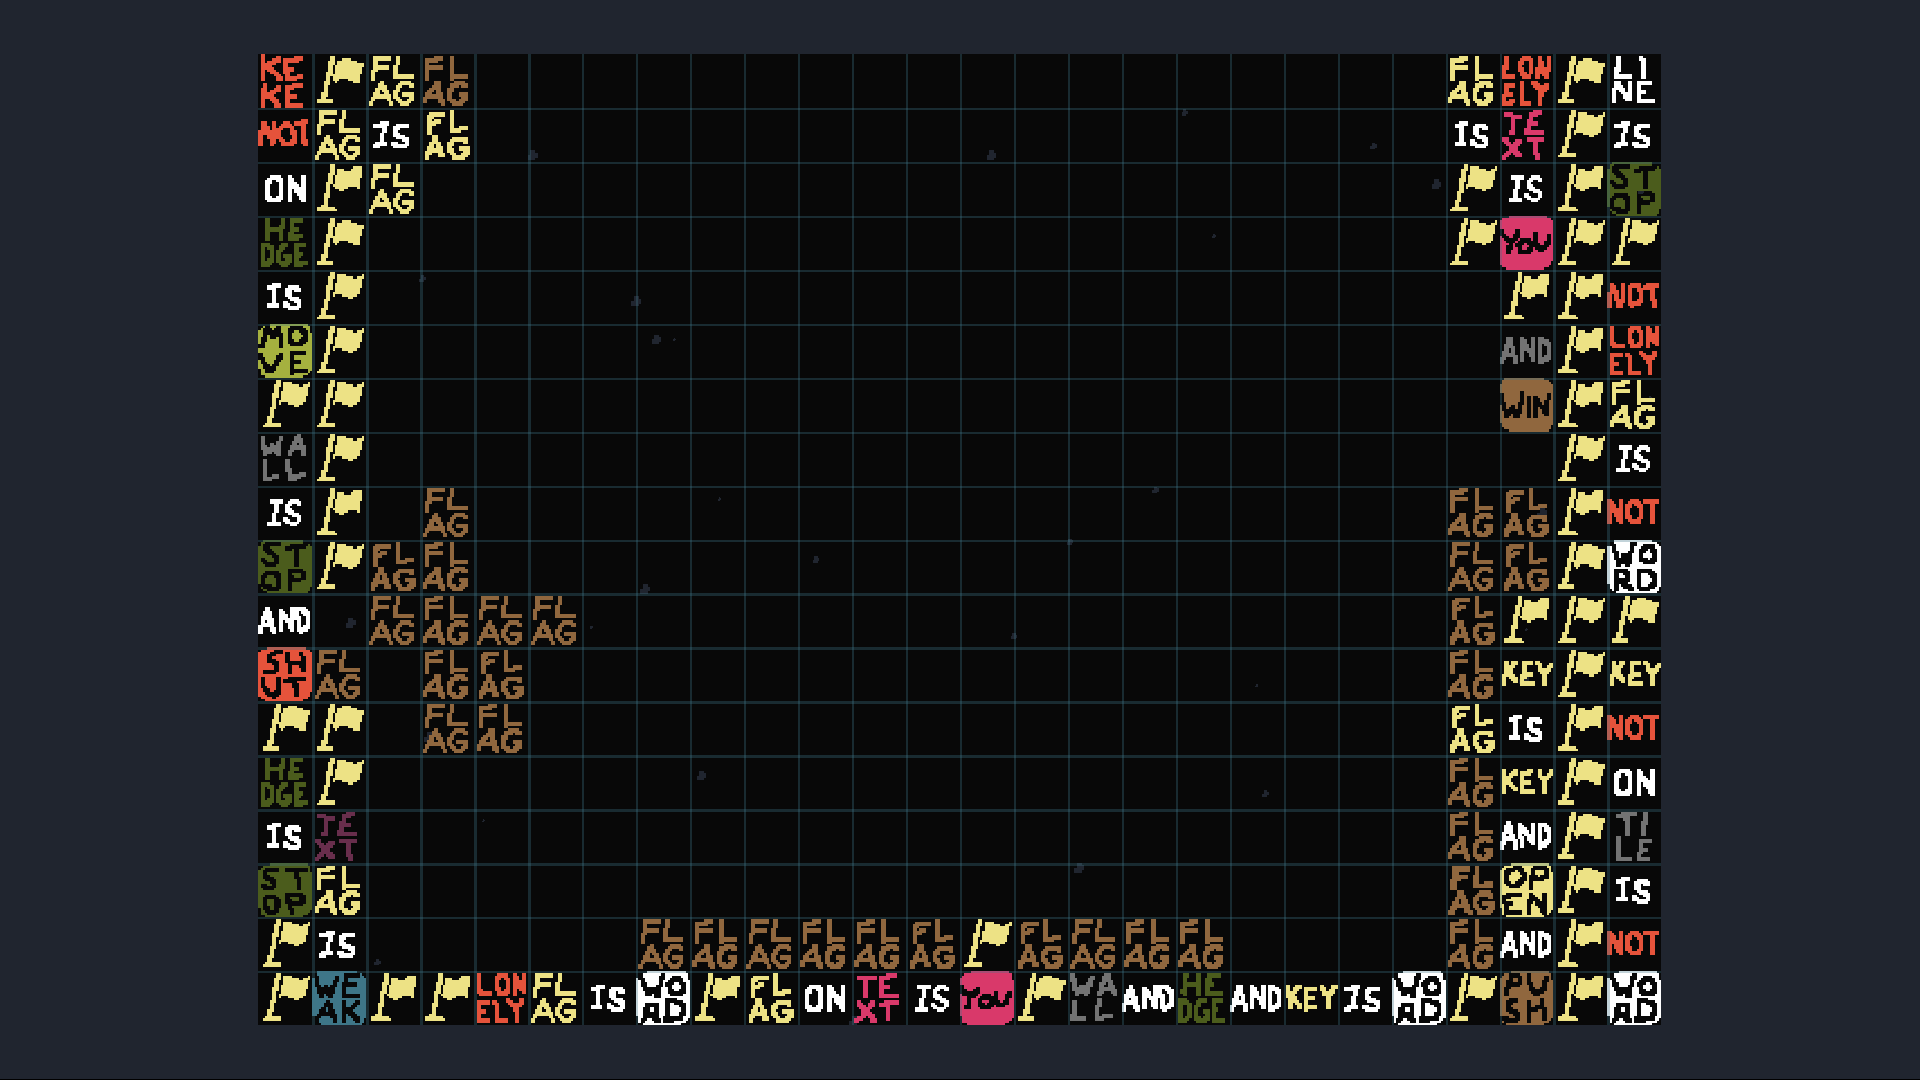 KEKE FLAG FLAG FLAG LONELY LINE
NOT FLAG IS FLAG IS TEXT IS
ON FLAG IS STOP
HEDGE YOU
IS NOT
MOVE AND LONELY
WIN FLAG
WALL IS
IS FLAG FLAG FLAG NOT
STOP FLAG FLAG FLAG FLAG WORD
AND FLAG FLAG FLAG FLAG FLAG
SHUT FLAG FLAG FLAG FLAG KEY KEY
FLAG FLAG FLAG IS NOT
HEDGE FLAG KEY ON
IS TEXT FLAG AND TILE
STOP FLAG FLAG OPEN IS
IS FLAG FLAG FLAG FLAG FLAG FLAG FLAG FLAG FLAG FLAG FLAG AND NOT
WEAK LONELY FLAG IS WORD FLAG ON TEXT IS YOU WALL AND HEDGE AND KEY IS WORD PUSH WORD